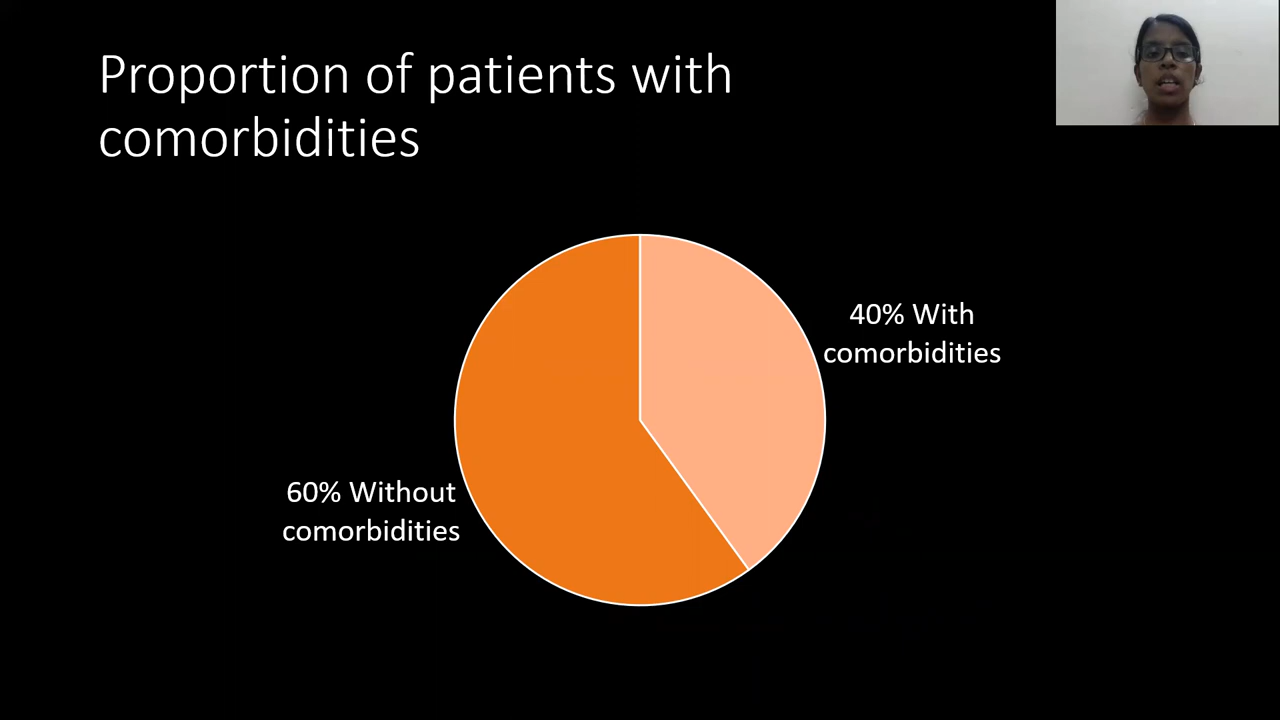 Proportion of patients with
comorbidities
40% With
comorbidities
60% Without
comorbidities